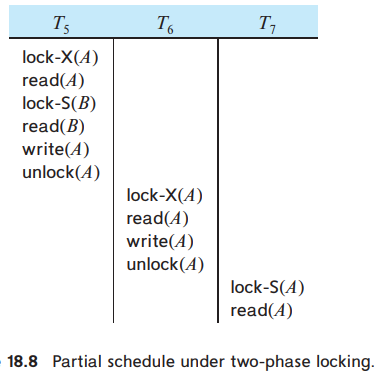 T5 T6 T7
lock-X(A)
read(A)
lock-S(B)
read(B)
write(A)
unlock(A)
lock-X(A)
read(A)
write(A)
unlock(A)
lock-S(A)
read(A)
18.8 Partial schedule under two-phase locking.